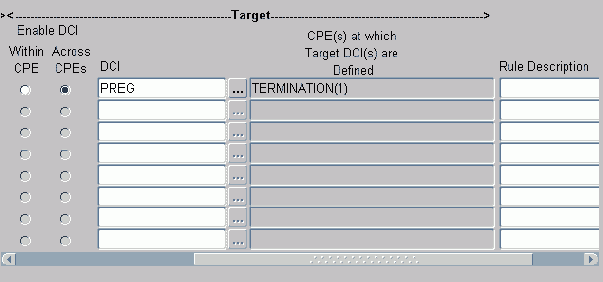 ><-----------------------------------------Target----------------------------------------->
Enable DCI
CPE(s) at which
Within Across
Target DCI(s) are
CPE CPEs DCI
Defined
Rule Description
PREG ... TERMINATION(1)
...
...
...
...
...
...
...